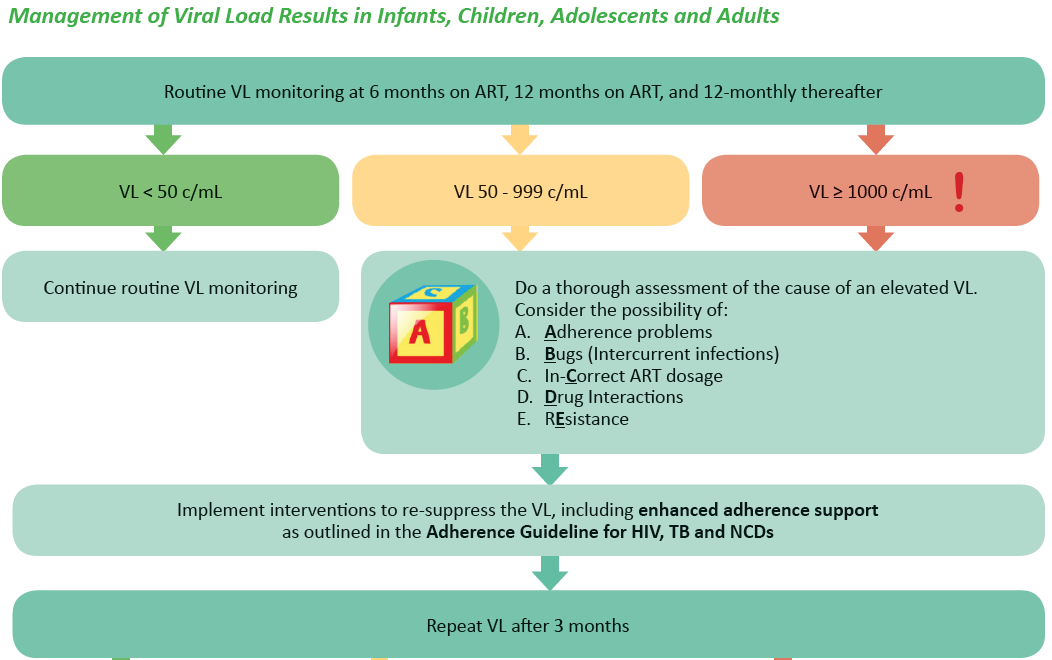 Management of Viral Load Results in Infants, Children, Adolescents and Adults
Routine VL monitoring at 6 months on ART, 12 months on ART, and 12-monthly thereafter
VL < 50 c/mL
VL 50 - 999 c/mL
VL ≥ 1000 c/mL !
Continue routine VL monitoring
C
A
B
Do a thorough assessment of the cause of an elevated VL.
Consider the possibility of:
A. Adherence problems
B. Bugs (Intercurrent infections)
C. In-Correct ART dosage
D. Drug Interactions
E. REsistance
Implement interventions to re-suppress the VL, including enhanced adherence support
as outlined in the Adherence Guideline for HIV, TB and NCDs
Repeat VL after 3 months